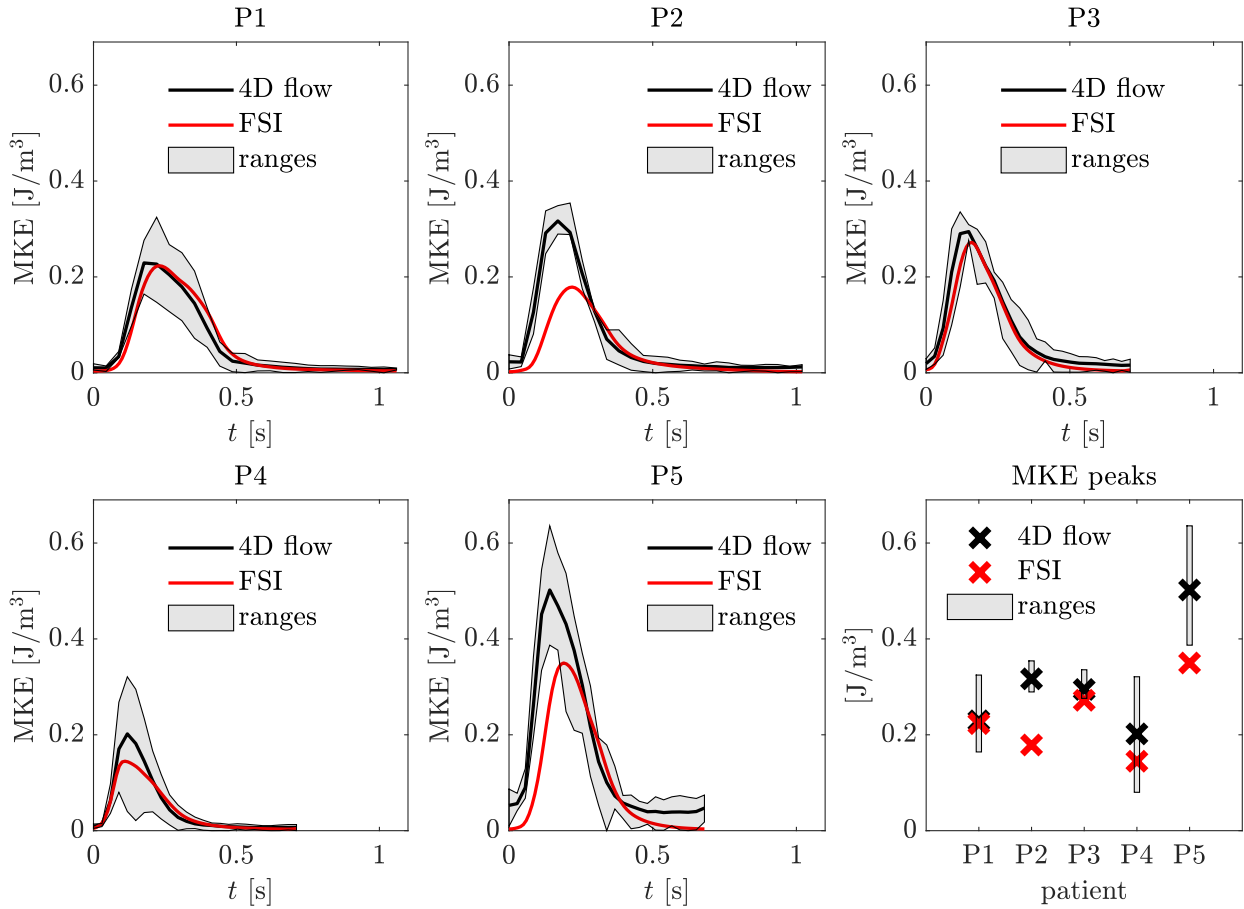 P1
0.6
0.4
0.2
0
MKE [J/m³]
4D flow
FSI
ranges
0 0.5 1
t [s]
P2
0.6
0.4
0.2
0
MKE [J/m³]
4D flow
FSI
ranges
0 0.5 1
t [s]
P3
0.6
0.4
0.2
0
MKE [J/m³]
4D flow
FSI
ranges
0 0.5 1
t [s]
P4
0.6
0.4
0.2
0
MKE [J/m³]
4D flow
FSI
ranges
0 0.5 1
t [s]
P5
0.6
0.4
0.2
0
MKE [J/m³]
4D flow
FSI
ranges
0 0.5 1
t [s]
MKE peaks
0.6
0.4
0.2
0
[J/m³]
4D flow
FSI
ranges
P1 P2 P3 P4 P5
patient